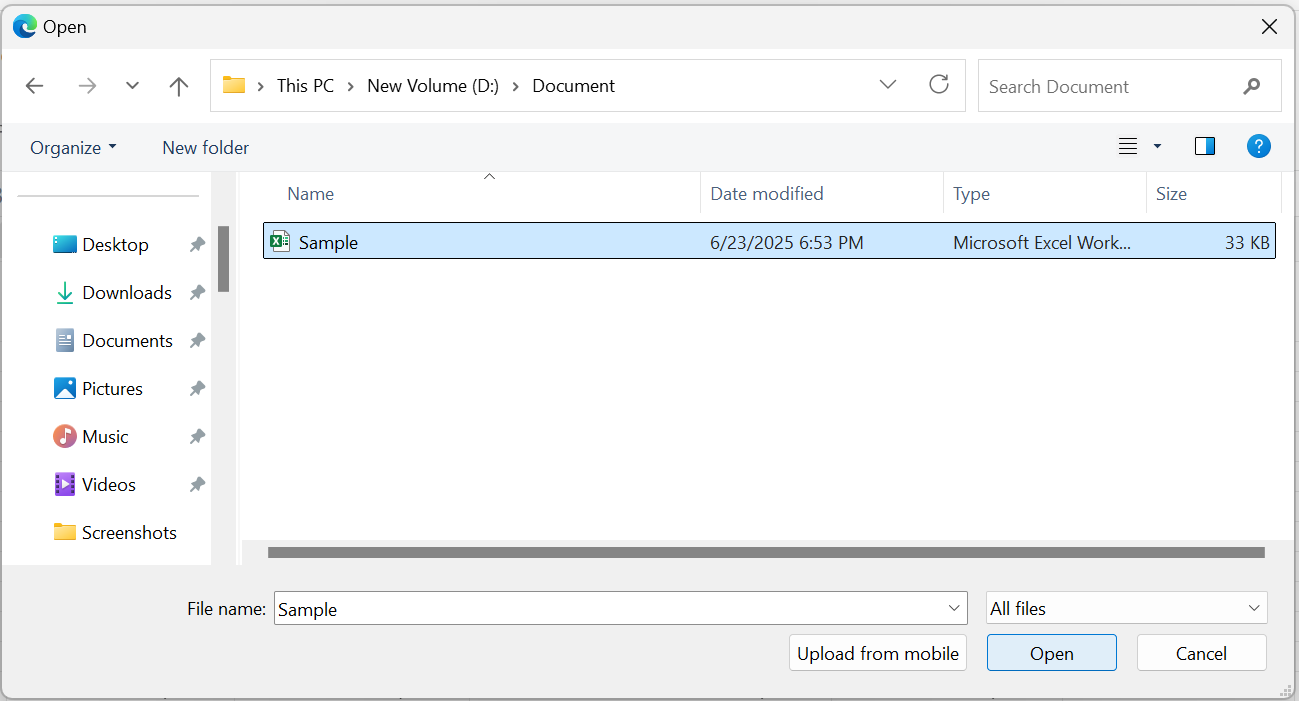 Open
This PC > New Volume (D:) > Document
Search Document
Organize
New folder
?
Name
Date modified
Type
Size
Desktop
Downloads
Documents
Pictures
Music
Videos
Screenshots
Sample
6/23/2025 6:53 PM
Microsoft Excel Work...
33 KB
File name:
Sample
All files
Upload from mobile
Open
Cancel